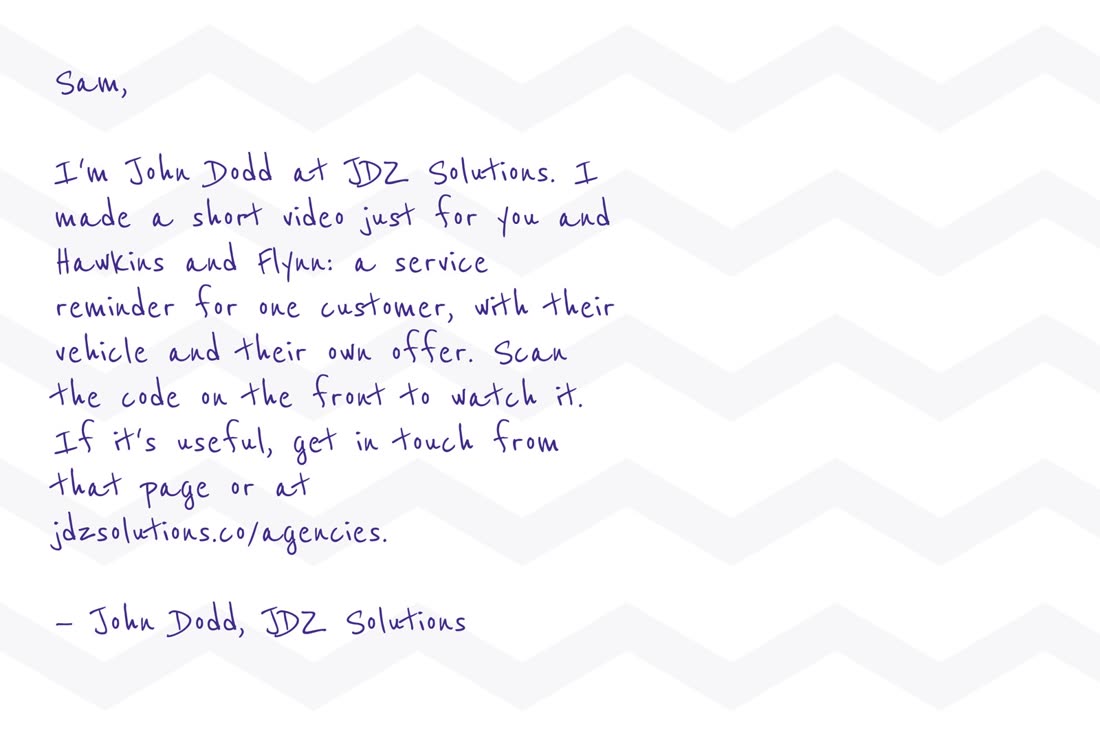 Sam,
I'm John Dodd at JDZ Solutions. I
made a short video just for you and
Hawkins and Flynn: a service
reminder for one customer, with their
vehicle and their own offer. Scan
the code on the front to watch it.
If it's useful, get in touch from
that page or at
jdzsolutions.co/agencies.
– John Dodd, JDZ Solutions